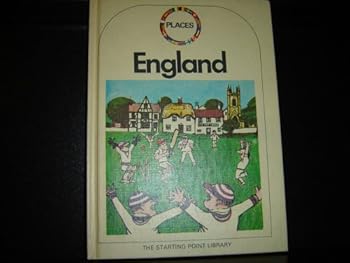 PLACES
England
THE STARTING POINT LIBRARY